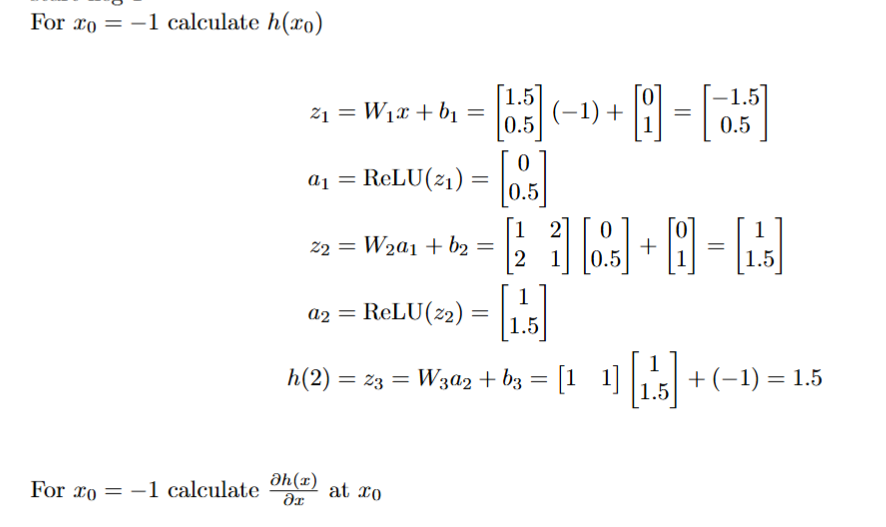 For x₀ = −1 calculate h(x₀)
z₁ = W₁x + b₁ = [1.5; 0.5] (−1) + [0; 1] = [−1.5; 0.5]
a₁ = ReLU(z₁) = [0; 0.5]
z₂ = W₂a₁ + b₂ = [1 2; 2 1] [0; 0.5] + [0; 1] = [1; 1.5]
a₂ = ReLU(z₂) = [1; 1.5]
h(2) = z₃ = W₃a₂ + b₃ = [1 1] [1; 1.5] + (−1) = 1.5
For x₀ = −1 calculate ∂h(x)/∂x at x₀